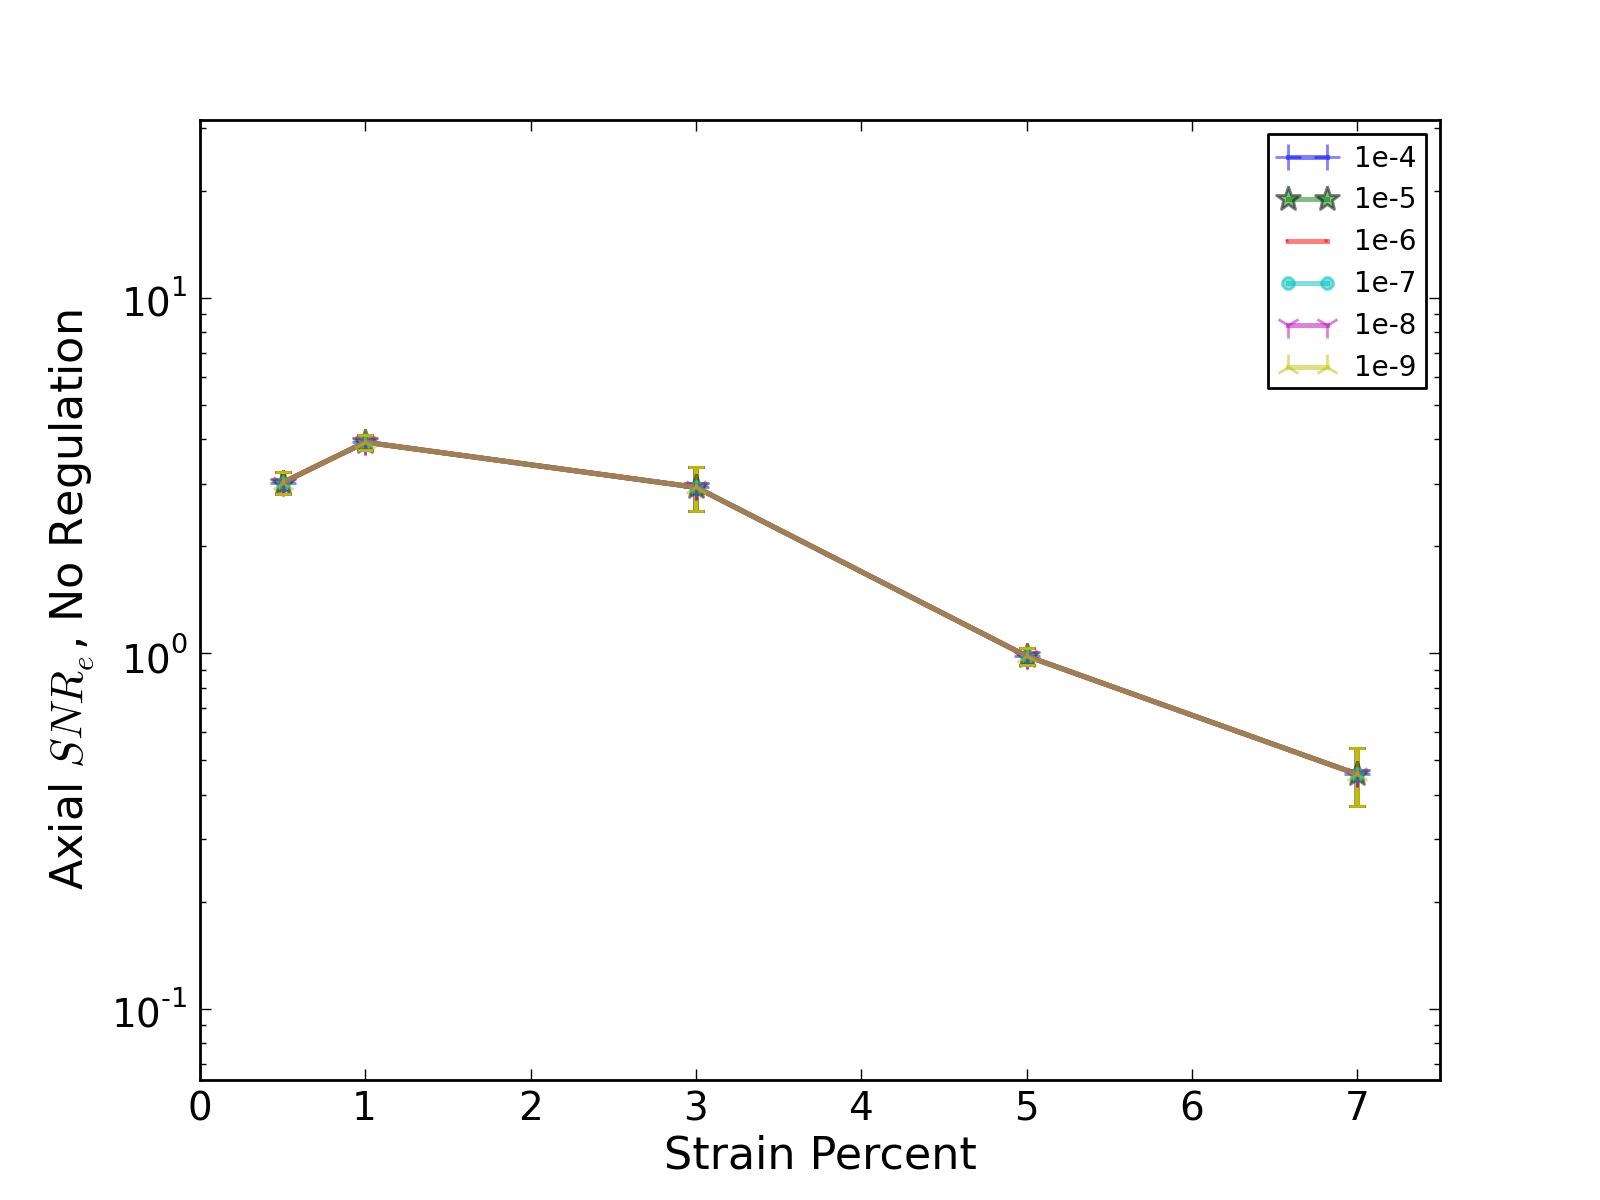 1e-4
1e-5
1e-6
1e-7
1e-8
1e-9
10^1
10^0
10^-1
Axial SNR_e, No Regulation
0 1 2 3 4 5 6 7
Strain Percent